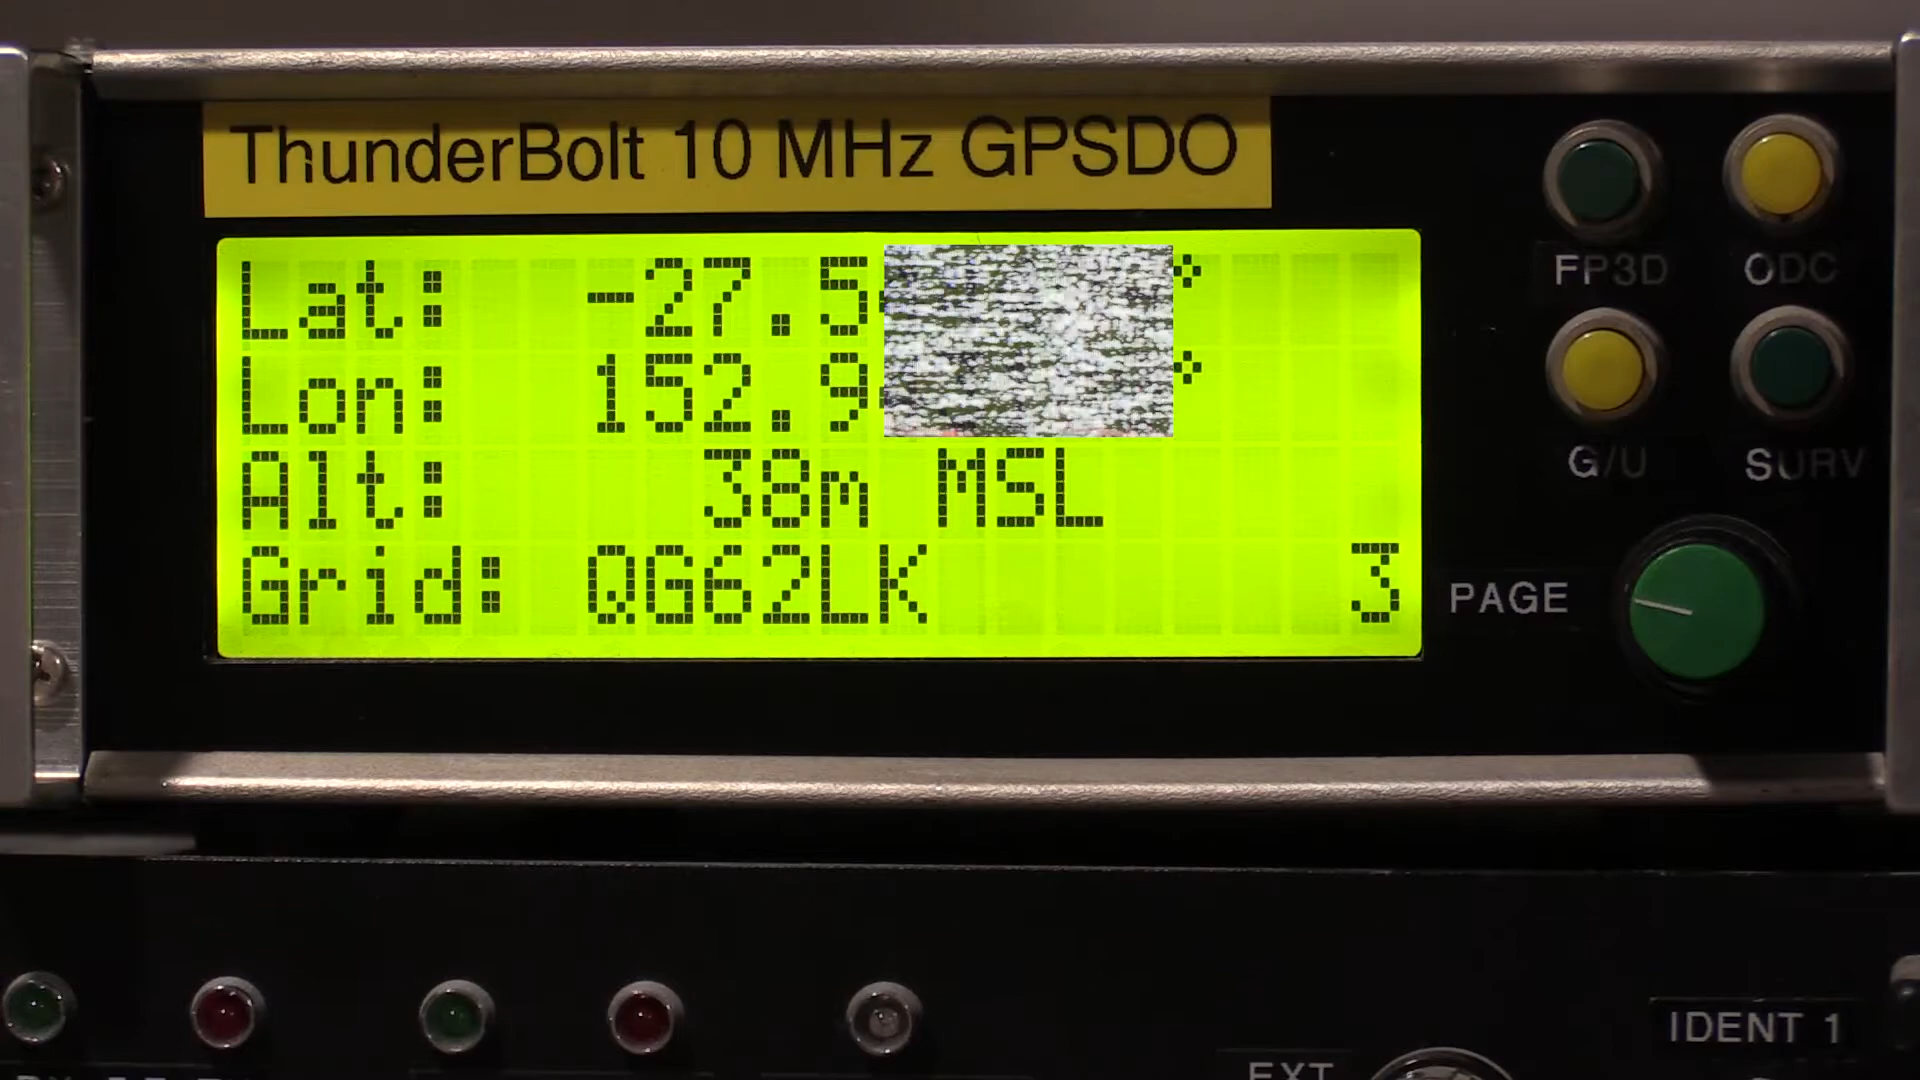 ThunderBolt 10 MHz GPSDO
Lat: -27.5 °
Lon: 152.9 °
Alt: 38m MSL
Grid: QG62LK 3
FP3D
ODC
G/U
SURV
PAGE
IDENT 1
EXT